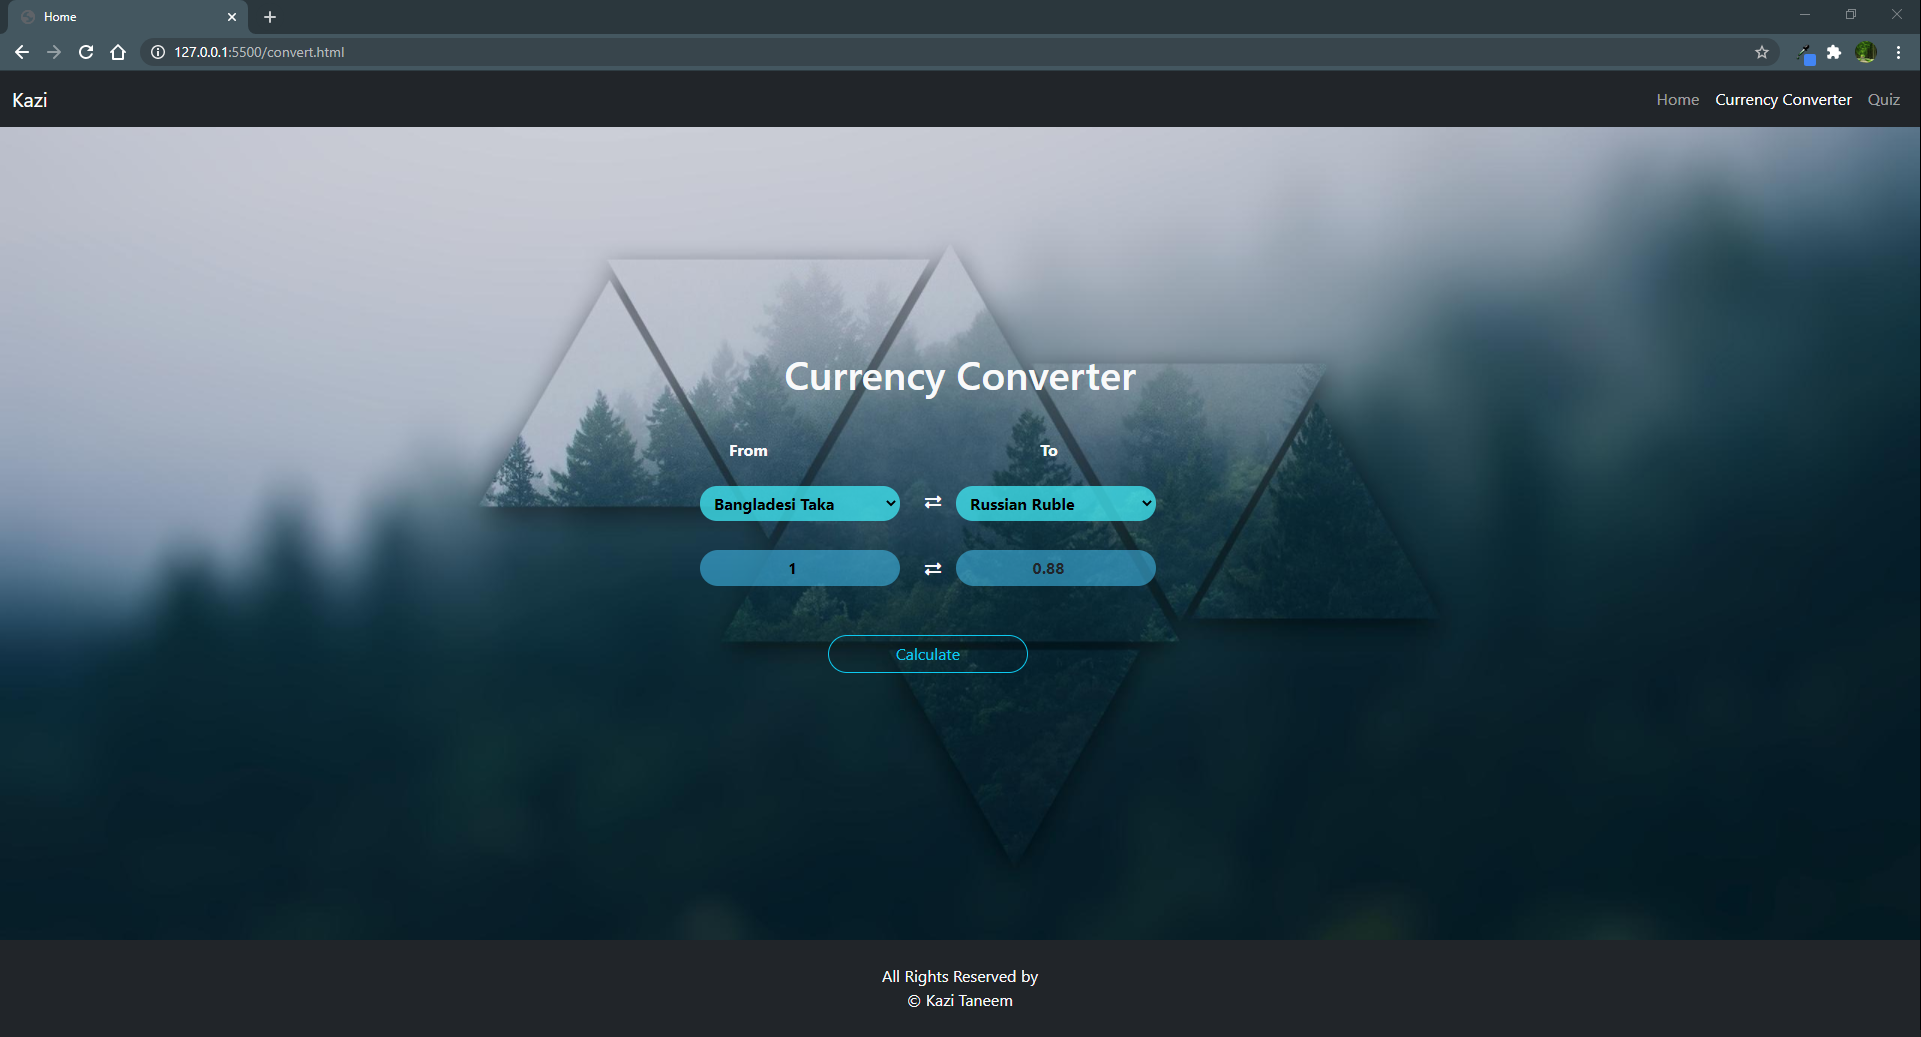 Home
127.0.0.1:5500/convert.html
Kazi
Home Currency Converter Quiz
Currency Converter
From To
Bangladesi Taka Russian Ruble
1 0.88
Calculate
All Rights Reserved by
© Kazi Taneem